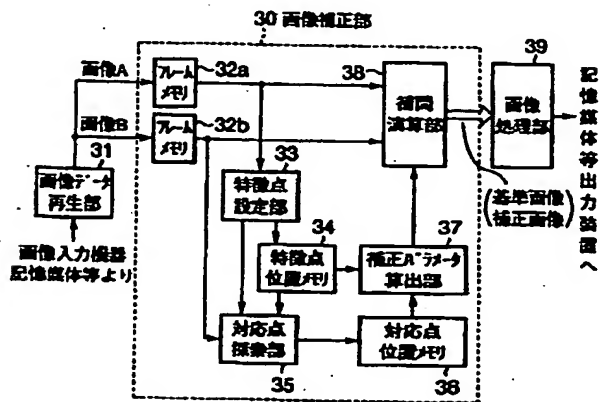 30 画像補正部
画像A
フレーム
メモリ
32a
画像B
フレーム
メモリ
32b
31
画像データ
再生部
画像入力機器
記憶媒体等より
33
特徴点
設定部
34
特徴点
位置メモリ
対応点
探索部
35
38
補間
演算部
37
補正パラメータ
算出部
対応点
位置メモリ
36
39
画像
処理部
(基準画像
補正画像)
記憶媒体等出力装置へ